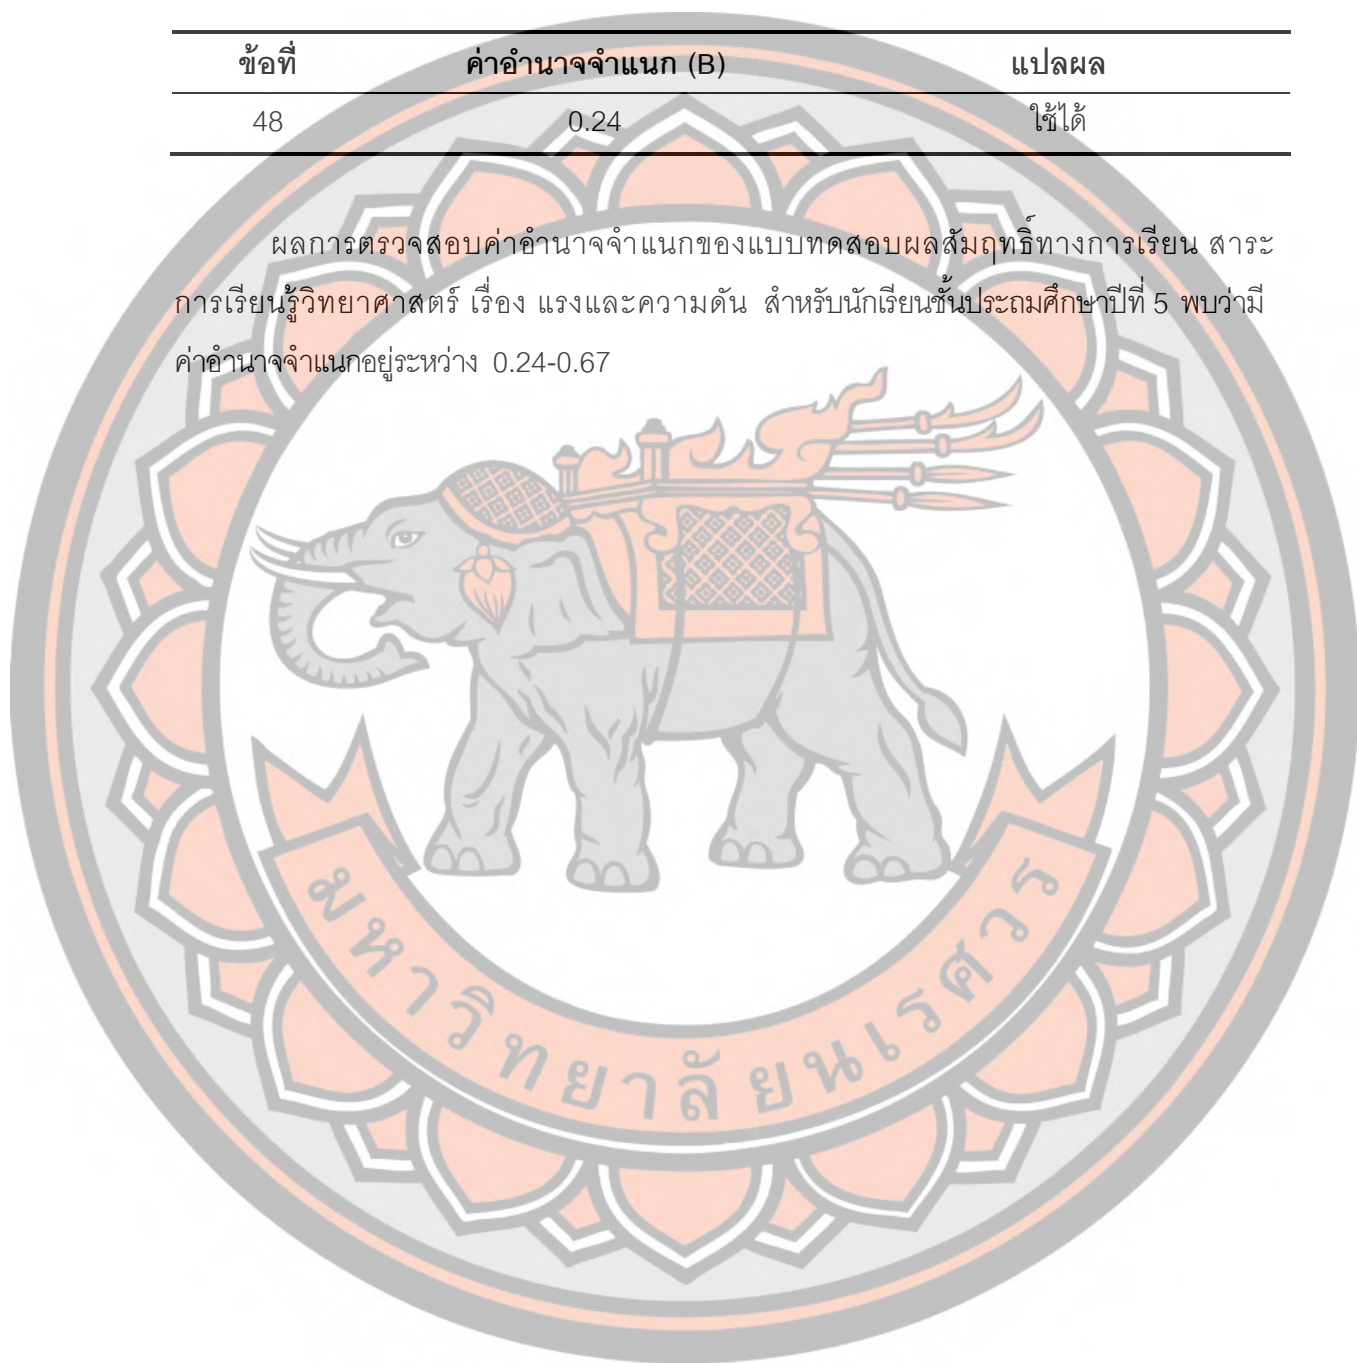 ข้อที่ ค่าอำนาจจำแนก (B) แปลผล
48 0.24 ใช้ได้
ผลการตรวจสอบค่าอำนาจจำแนกของแบบทดสอบผลสัมฤทธิ์ทางการเรียน สาระ
การเรียนรู้วิทยาศาสตร์ เรื่อง แรงและความดัน สำหรับนักเรียนชั้นประถมศึกษาปีที่ 5 พบว่ามี
ค่าอำนาจจำแนกอยู่ระหว่าง 0.24-0.67
มหาวิทยาลัยนเรศวร